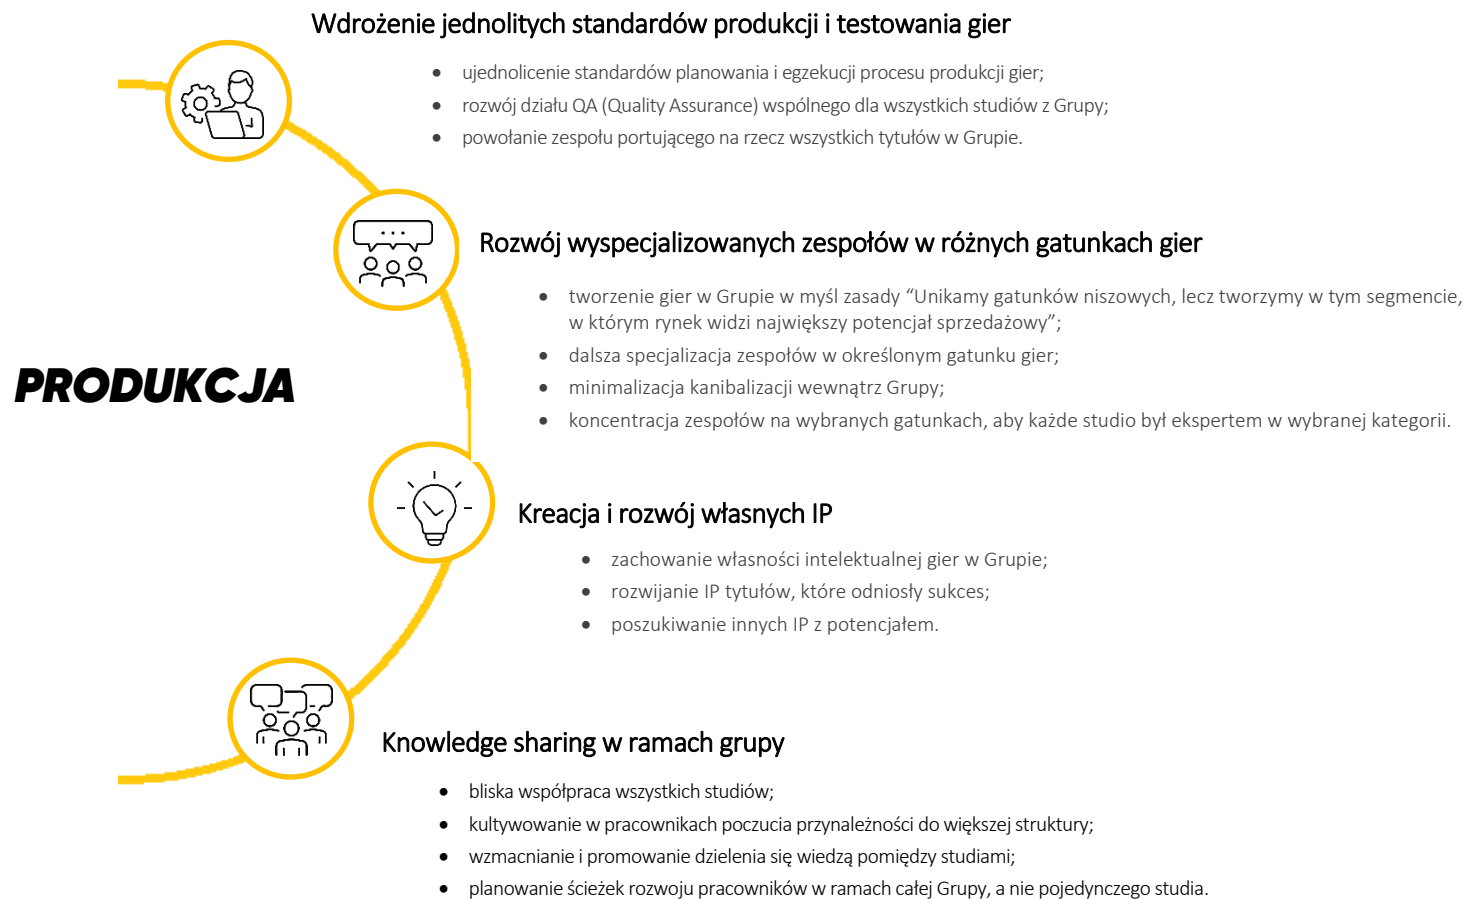 Wdrożenie jednolitych standardów produkcji i testowania gier
• ujednolicenie standardów planowania i egzekucji procesu produkcji gier;
• rozwój działu QA (Quality Assurance) wspólnego dla wszystkich studiów z Grupy;
• powołanie zespołu portującego na rzecz wszystkich tytułów w Grupie.
Rozwój wyspecjalizowanych zespołów w różnych gatunkach gier
• tworzenie gier w Grupie w myśl zasady “Unikamy gatunków niszowych, lecz tworzymy w tym segmencie,
w którym rynek widzi największy potencjał sprzedażowy”;
• dalsza specjalizacja zespołów w określonym gatunku gier;
• minimalizacja kanibalizacji wewnątrz Grupy;
• koncentracja zespołów na wybranych gatunkach, aby każde studio był ekspertem w wybranej kategorii.
PRODUKCJA
Kreacja i rozwój własnych IP
• zachowanie własności intelektualnej gier w Grupie;
• rozwijanie IP tytułów, które odniosły sukces;
• poszukiwanie innych IP z potencjałem.
Knowledge sharing w ramach grupy
• bliska współpraca wszystkich studiów;
• kultywowanie w pracownikach poczucia przynależności do większej struktury;
• wzmacnianie i promowanie dzielenia się wiedzą pomiędzy studiami;
• planowanie ścieżek rozwoju pracowników w ramach całej Grupy, a nie pojedynczego studia.